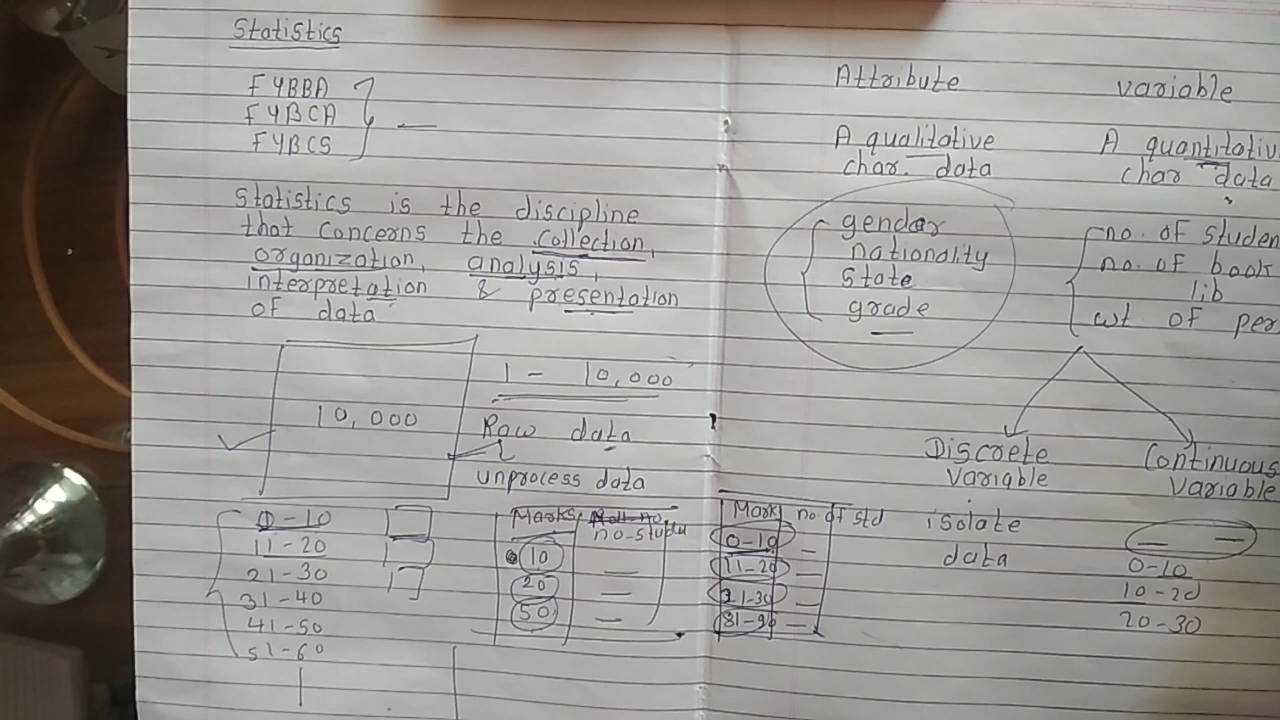 Statistics
FYBBA
FYBCA
FYBCS
Statistics is the discipline
that concerns the collection,
organization, analysis,
interpretation & presentation
of data
10,000
1 - 10,000
Raw data
unprocess data
0-10
11-20
21-30
31-40
41-50
51-60
Marks
10
20
50
Mark no of std
0-10
11-20
21-30
Attribute
A qualitative
char. data
gender
nationality
state
grade
variable
A quantitativ
char data
no. of studen
no. of book
lib
wt of per
Discrete
Variable
isolate
data
Continuous
Variable
0-10
10-20
20-30